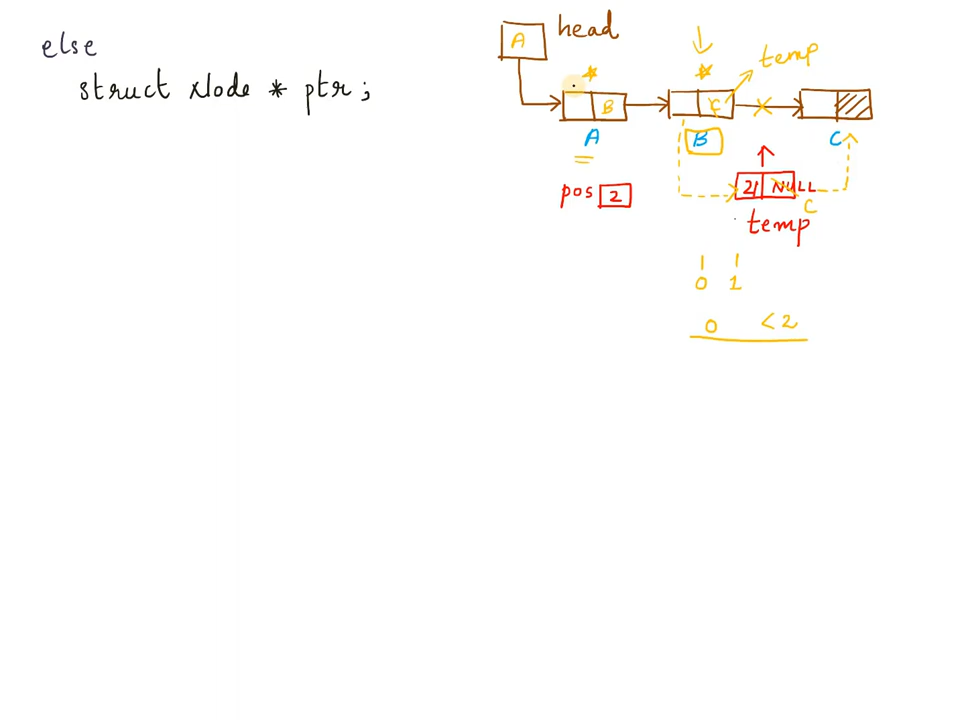 else
struct Node * ptr;
A head
temp
B C
A B C
pos 2
21 NULL
C
temp
0 1
0 < 2